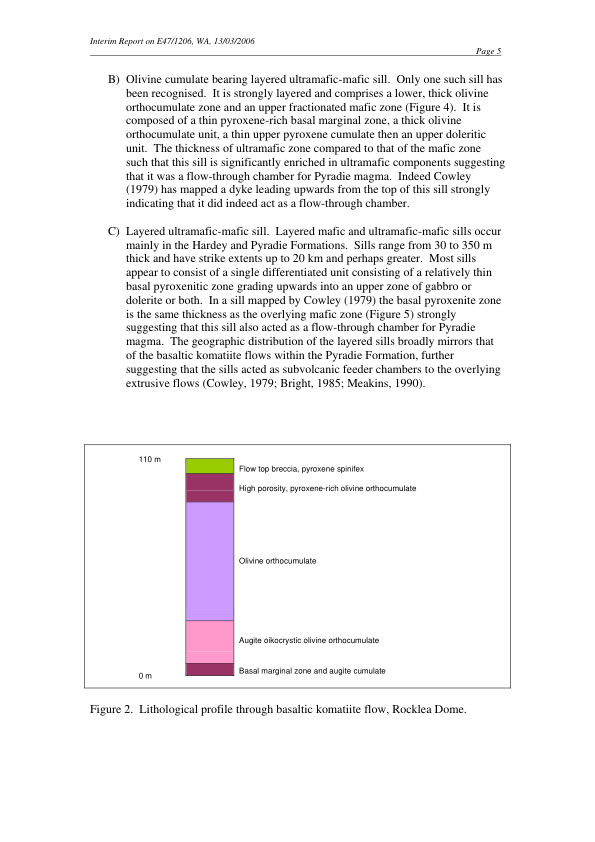 Interim Report on E47/1206, WA, 13/03/2006
Page 5
B) Olivine cumulate bearing layered ultramafic-mafic sill. Only one such sill has
been recognised. It is strongly layered and comprises a lower, thick olivine
orthocumulate zone and an upper fractionated mafic zone (Figure 4). It is
composed of a thin pyroxene-rich basal marginal zone, a thick olivine
orthocumulate unit, a thin upper pyroxene cumulate then an upper doleritic
unit. The thickness of ultramafic zone compared to that of the mafic zone
such that this sill is significantly enriched in ultramafic components suggesting
that it was a flow-through chamber for Pyradie magma. Indeed Cowley
(1979) has mapped a dyke leading upwards from the top of this sill strongly
indicating that it did indeed act as a flow-through chamber.
C) Layered ultramafic-mafic sill. Layered mafic and ultramafic-mafic sills occur
mainly in the Hardey and Pyradie Formations. Sills range from 30 to 350 m
thick and have strike extents up to 20 km and perhaps greater. Most sills
appear to consist of a single differentiated unit consisting of a relatively thin
basal pyroxenitic zone grading upwards into an upper zone of gabbro or
dolerite or both. In a sill mapped by Cowley (1979) the basal pyroxenite zone
is the same thickness as the overlying mafic zone (Figure 5) strongly
suggesting that this sill also acted as a flow-through chamber for Pyradie
magma. The geographic distribution of the layered sills broadly mirrors that
of the basaltic komatiite flows within the Pyradie Formation, further
suggesting that the sills acted as subvolcanic feeder chambers to the overlying
extrusive flows (Cowley, 1979; Bright, 1985; Meakins, 1990).
110 m
Flow top breccia, pyroxene spinifex
High porosity, pyroxene-rich olivine orthocumulate
Olivine orthocumulate
Augite oikocrystic olivine orthocumulate
Basal marginal zone and augite cumulate
0 m
Figure 2. Lithological profile through basaltic komatiite flow, Rocklea Dome.